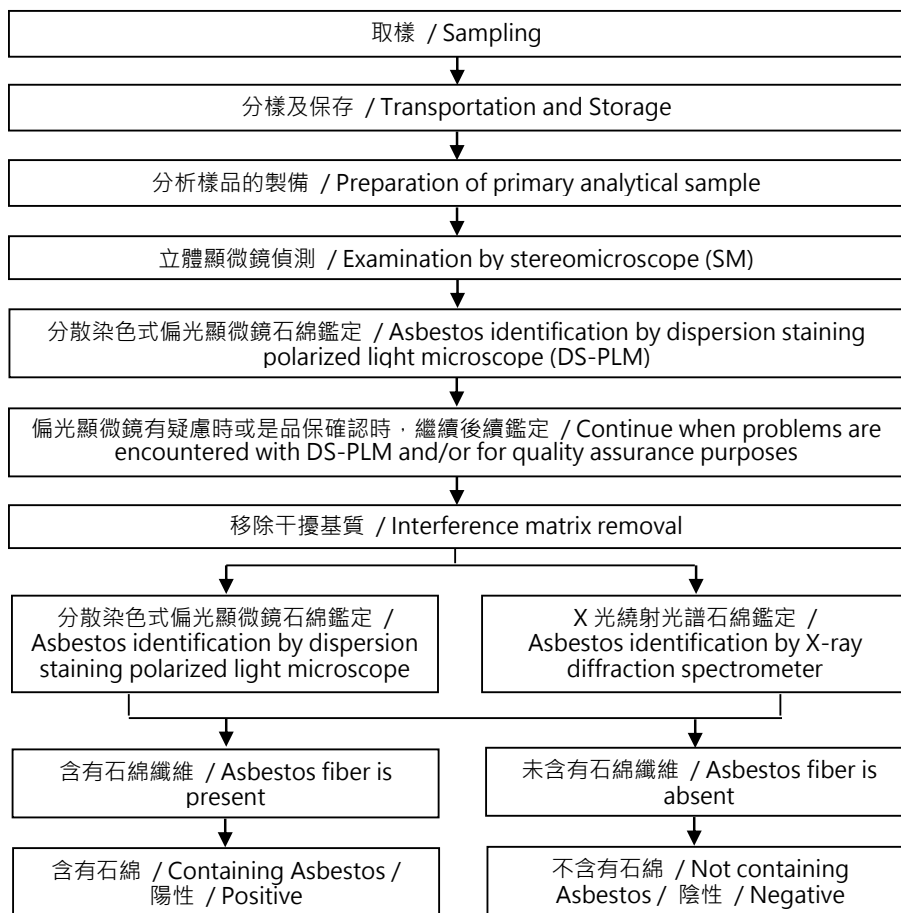 取樣 / Sampling
分樣及保存 / Transportation and Storage
分析樣品的製備 / Preparation of primary analytical sample
立體顯微鏡偵測 / Examination by stereomicroscope (SM)
分散染色式偏光顯微鏡石綿鑑定 / Asbestos identification by dispersion staining
polarized light microscope (DS-PLM)
偏光顯微鏡有疑慮時或是品保確認時，繼續後續鑑定 / Continue when problems are
encountered with DS-PLM and/or for quality assurance purposes
移除干擾基質 / Interference matrix removal
分散染色式偏光顯微鏡石綿鑑定 /
Asbestos identification by dispersion
staining polarized light microscope
X 光繞射光譜石綿鑑定 /
Asbestos identification by X-ray
diffraction spectrometer
含有石綿纖維 / Asbestos fiber is
present
未含有石綿纖維 / Asbestos fiber is
absent
含有石綿 / Containing Asbestos /
陽性 / Positive
不含有石綿 / Not containing
Asbestos / 陰性 / Negative